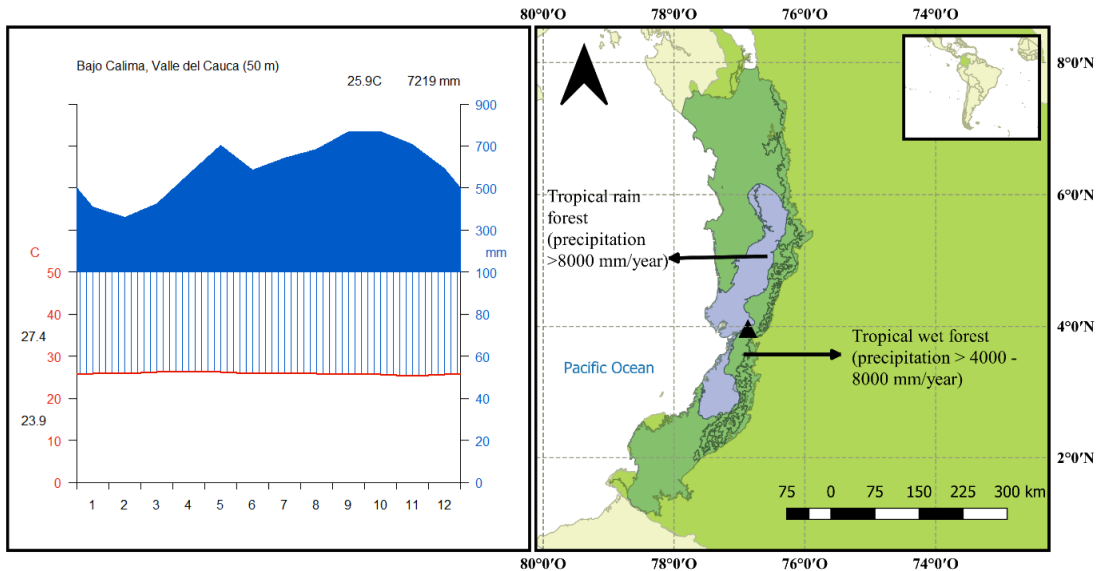 Bajo Calima, Valle del Cauca (50 m)
25.9C 7219 mm
900
700
500
300
C mm
50 100
40 80
27.4
30 60
20 40
23.9
10 20
0 0
1 2 3 4 5 6 7 8 9 10 11 12
80°0'O 78°0'O 76°0'O 74°0'O
8°0'N
6°0'N
4°0'N
2°0'N
Tropical rain
forest
(precipitation
>8000 mm/year)
Tropical wet forest
(precipitation > 4000 -
8000 mm/year)
Pacific Ocean
75 0 75 150 225 300 km
80°0'O 78°0'O 76°0'O 74°0'O